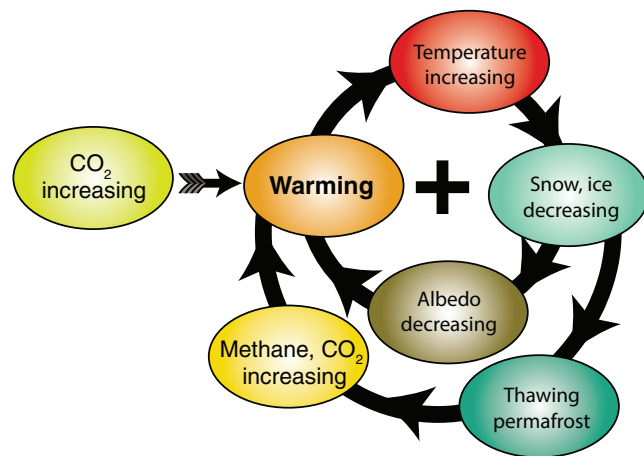 Temperature
increasing
CO₂
increasing
Warming
+
Snow, ice
decreasing
Albedo
decreasing
Methane, CO₂
increasing
Thawing
permafrost